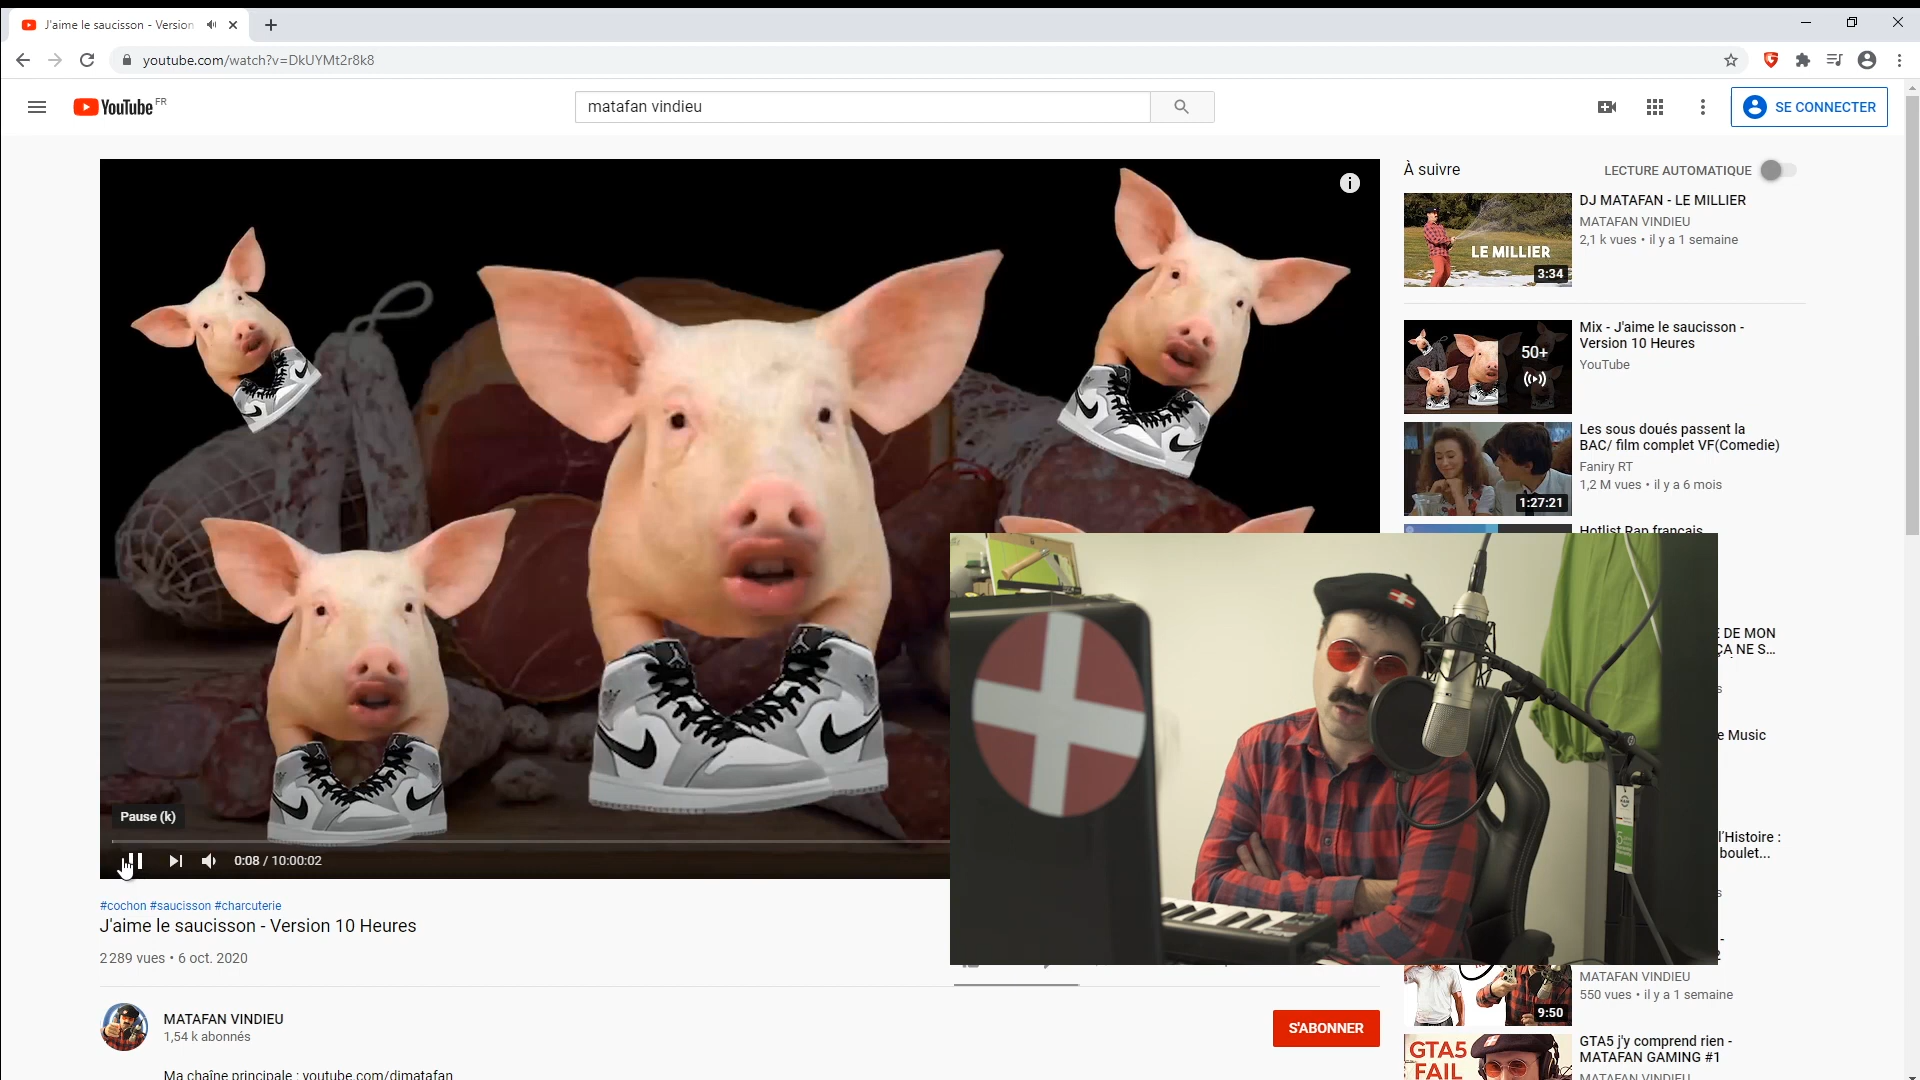 J'aime le saucisson - Version
youtube.com/watch?v=DkUYMt2r8k8
YouTube FR
matafan vindieu
SE CONNECTER
À suivre
LECTURE AUTOMATIQUE
DJ MATAFAN - LE MILLIER
MATAFAN VINDIEU
2,1 k vues • il y a 1 semaine
LE MILLIER
3:34
Mix - J'aime le saucisson -
Version 10 Heures
YouTube
50+
Les sous doués passent la
BAC/ film complet VF(Comedie)
Faniry RT
1,2 M vues • il y a 6 mois
1:27:21
Hotlist Rap français
DE MON
ÇA NE S...
e Music
l'Histoire :
boulet...
MATAFAN VINDIEU
550 vues • il y a 1 semaine
9:50
GTA5 j'y comprend rien -
MATAFAN GAMING #1
MATAFAN VINDIEU
GTA5
FAIL
Pause (k)
0:08 / 10:00:02
#cochon #saucisson #charcuterie
J'aime le saucisson - Version 10 Heures
2 289 vues • 6 oct. 2020
MATAFAN VINDIEU
1,54 k abonnés
S'ABONNER
Ma chaîne principale : youtube.com/djmatafan